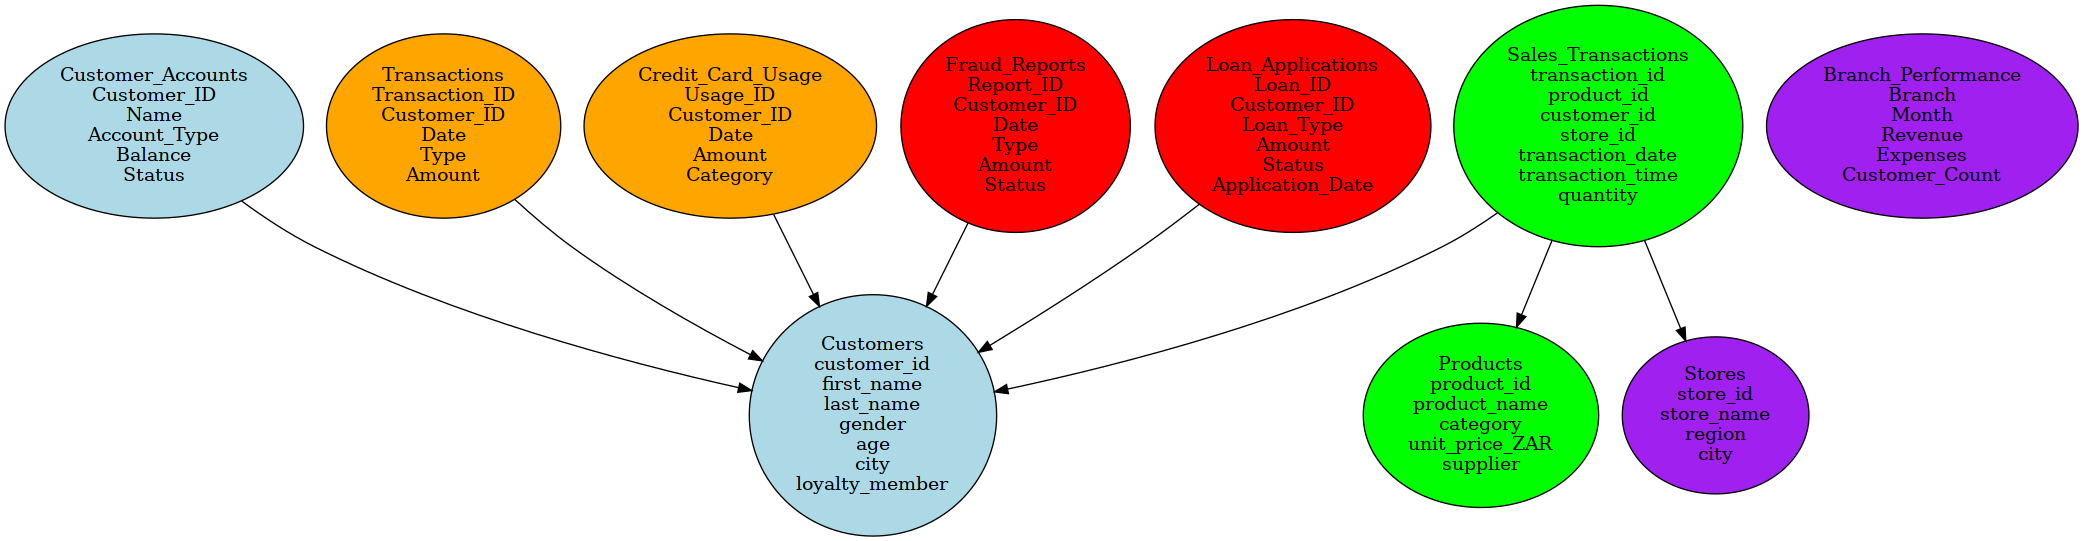 Customer_Accounts
Customer_ID
Name
Account_Type
Balance
Status
Transactions
Transaction_ID
Customer_ID
Date
Type
Amount
Credit_Card_Usage
Usage_ID
Customer_ID
Date
Amount
Category
Fraud_Reports
Report_ID
Customer_ID
Date
Type
Amount
Status
Loan_Applications
Loan_ID
Customer_ID
Loan_Type
Amount
Status
Application_Date
Sales_Transactions
transaction_id
product_id
customer_id
store_id
transaction_date
transaction_time
quantity
Branch_Performance
Branch
Month
Revenue
Expenses
Customer_Count
Customers
customer_id
first_name
last_name
gender
age
city
loyalty_member
Products
product_id
product_name
category
unit_price_ZAR
supplier
Stores
store_id
store_name
region
city